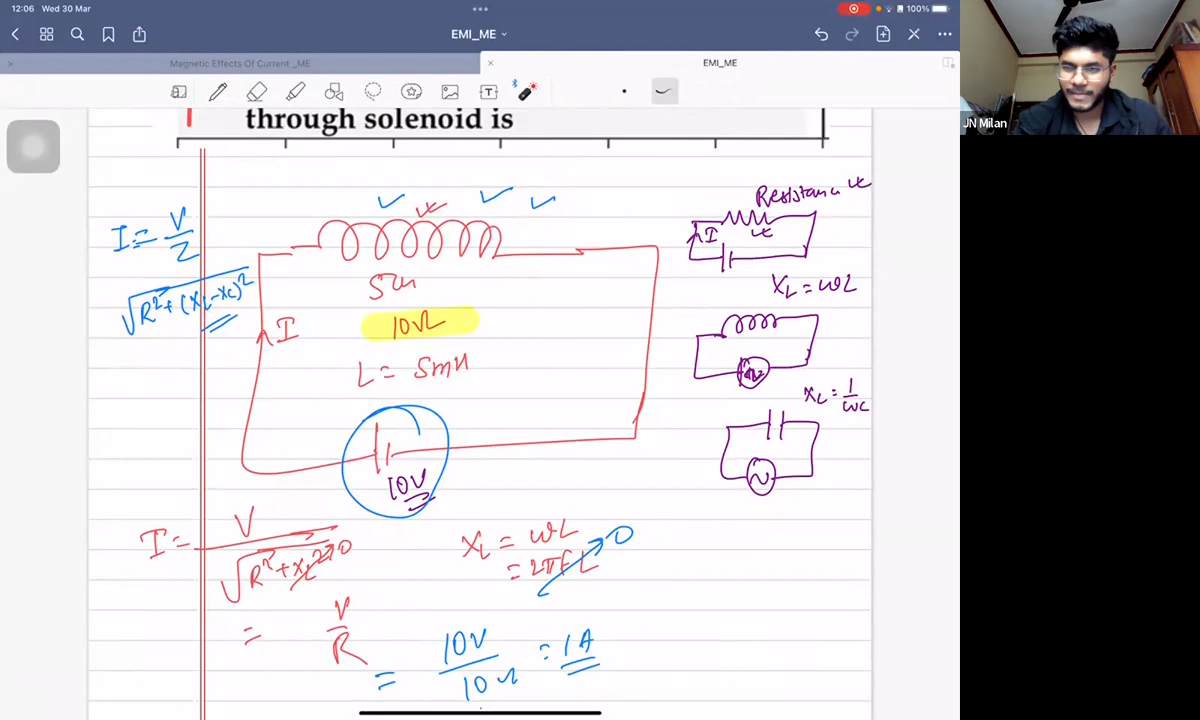 12:06 Wed 30 Mar
100%
EMI_ME
Magnetic Effects Of Current _ME
EMI_ME
JN Milan
through solenoid is
Resistance
I = V/Z
I
√R² + (XL-XC)²
XL = ωL
10Ω
I
L = 5mH
XL = 1/ωC
10V
I = V/√R² + XL² → 0
XL = ωL
= 2πfL → 0
= V/R
= 10V/10Ω = 1A